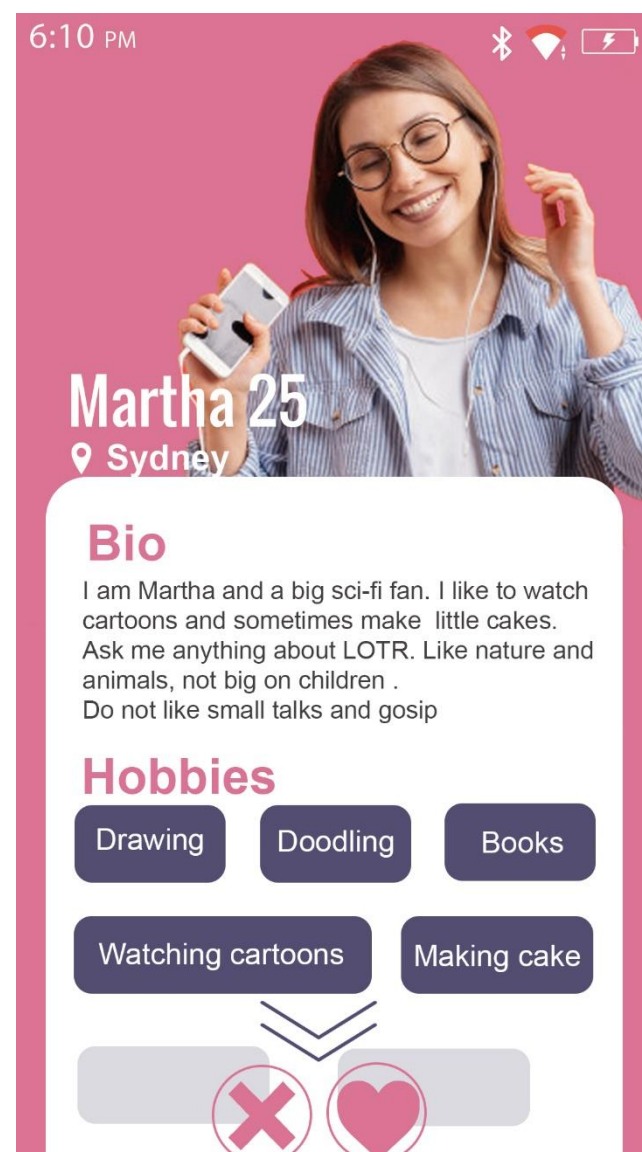 6:10 PM
Martha 25
Sydney
Bio
I am Martha and a big sci-fi fan. I like to watch
cartoons and sometimes make  little cakes.
Ask me anything about LOTR. Like nature and
animals, not big on children .
Do not like small talks and gosip
Hobbies
Drawing Doodling Books
Watching cartoons Making cake